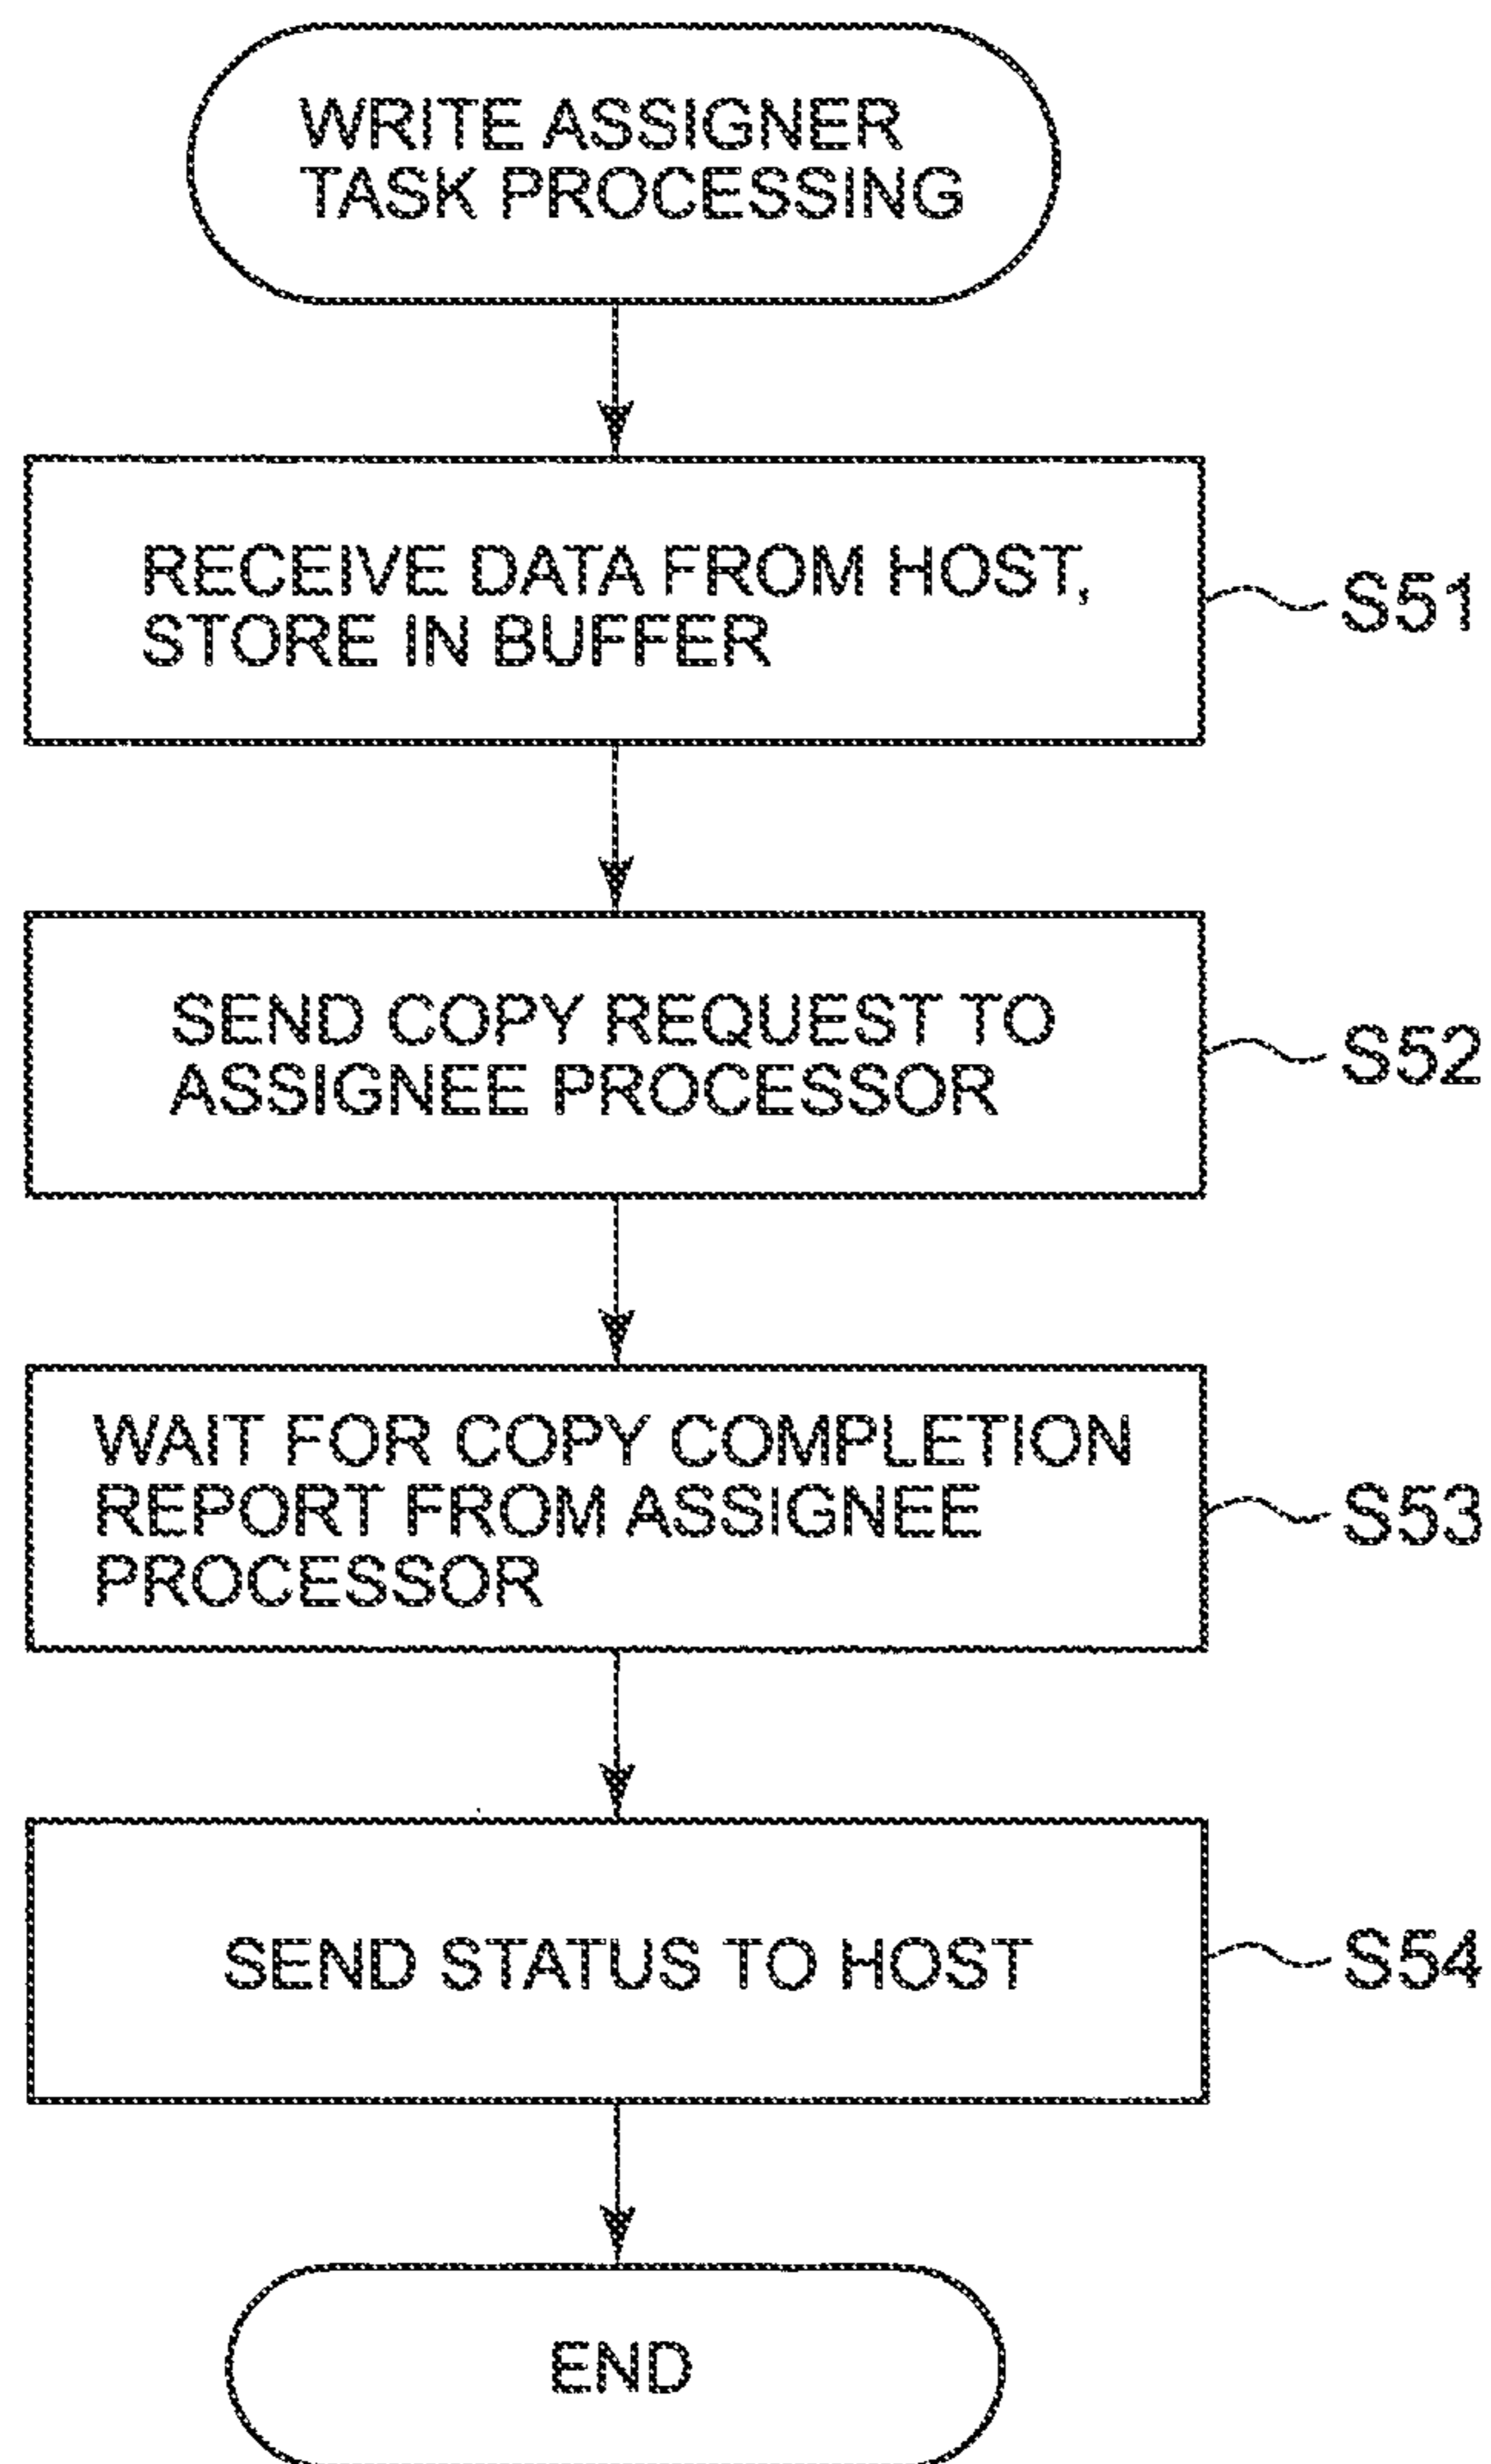 WRITE ASSIGNER
TASK PROCESSING
RECEIVE DATA FROM HOST,
STORE IN BUFFER
S51
SEND COPY REQUEST TO
ASSIGNEE PROCESSOR
S52
WAIT FOR COPY COMPLETION
REPORT FROM ASSIGNEE
PROCESSOR
S53
SEND STATUS TO HOST
S54
END